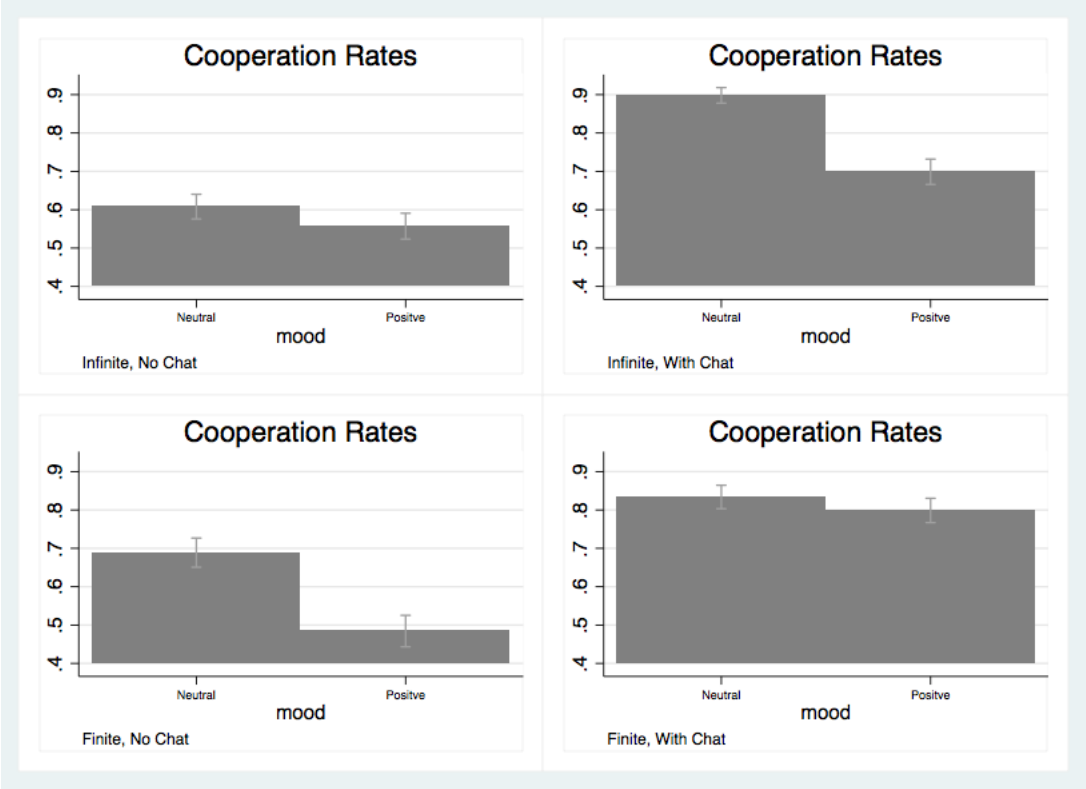 Cooperation Rates
.9
.8
.7
.6
.5
.4
Neutral Positve
mood
Infinite, No Chat
Cooperation Rates
.9
.8
.7
.6
.5
.4
Neutral Positve
mood
Infinite, With Chat
Cooperation Rates
.9
.8
.7
.6
.5
.4
Neutral Positve
mood
Finite, No Chat
Cooperation Rates
.9
.8
.7
.6
.5
.4
Neutral Positve
mood
Finite, With Chat